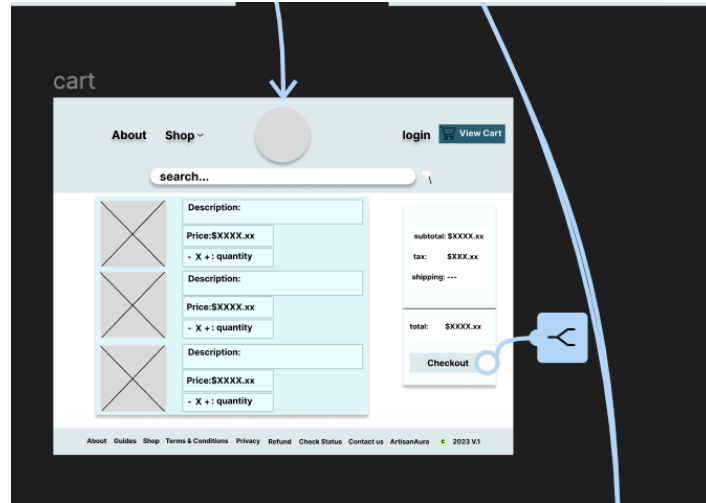 cart
About Shop login View Cart
search...
Description:
Price:$XXXX.xx
- X + : quantity
Description:
Price:$XXXX.xx
- X + : quantity
Description:
Price:$XXXX.xx
- X + : quantity
subtotal: $XXXX.xx
tax: $XXX.xx
shipping: ---
total: $XXXX.xx
Checkout
About Guides Shop Terms & Conditions Privacy Refund Check Status Contact us ArtisanAura c 2023 V.1